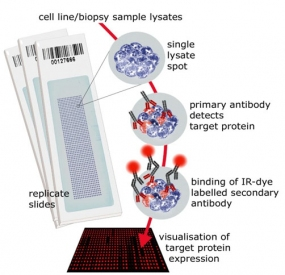 cell line/biopsy sample lysates
single
lysate
spot
00127666
primary antibody
detects
target protein
binding of IR-dye
labelled secondary
antibody
replicate
slides
visualisation of
target protein
expression